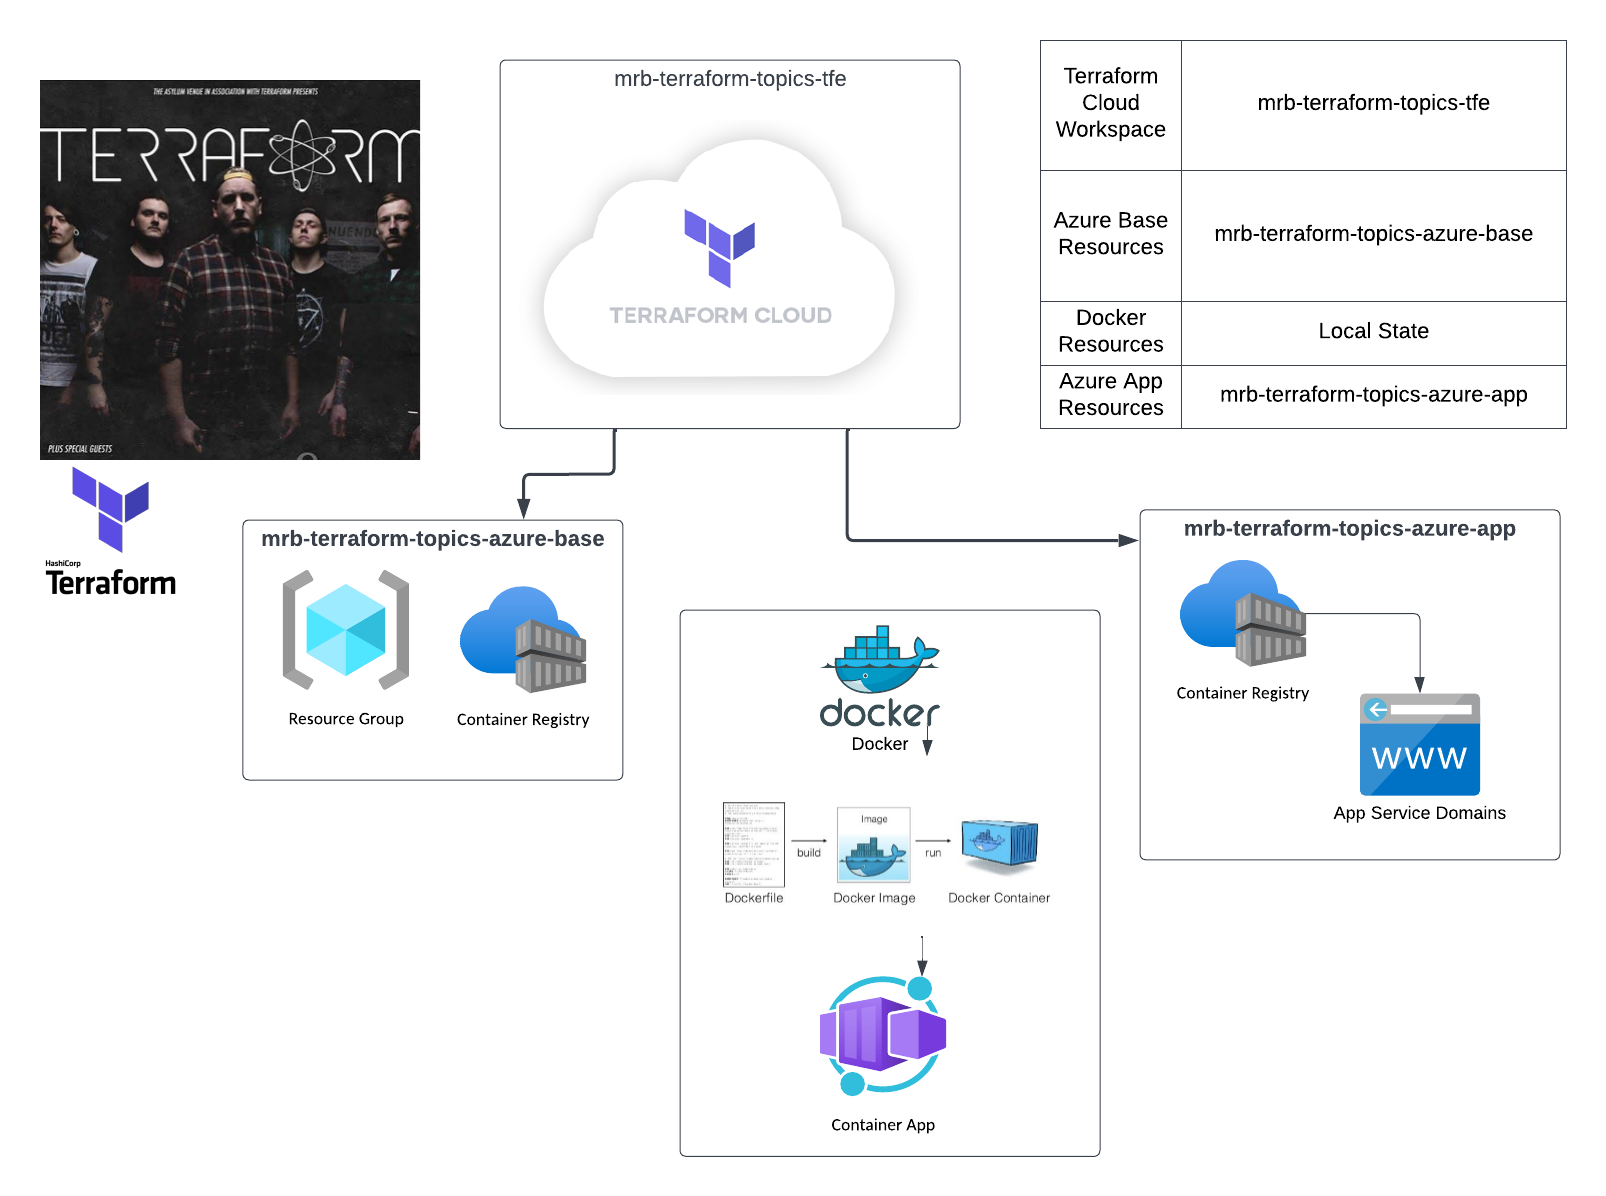 THE ASYLUM VENUE IN ASSOCIATION WITH TERRAFORM PRESENTS
TERRAFORM
PLUS SPECIAL GUESTS
HashiCorp
Terraform
mrb-terraform-topics-tfe
TERRAFORM CLOUD
Terraform
Cloud
Workspace
mrb-terraform-topics-tfe
Azure Base
Resources
mrb-terraform-topics-azure-base
Docker
Resources
Local State
Azure App
Resources
mrb-terraform-topics-azure-app
mrb-terraform-topics-azure-base
Resource Group
Container Registry
docker
Docker
Image
build
run
Dockerfile
Docker Image
Docker Container
Container App
mrb-terraform-topics-azure-app
Container Registry
WWW
App Service Domains